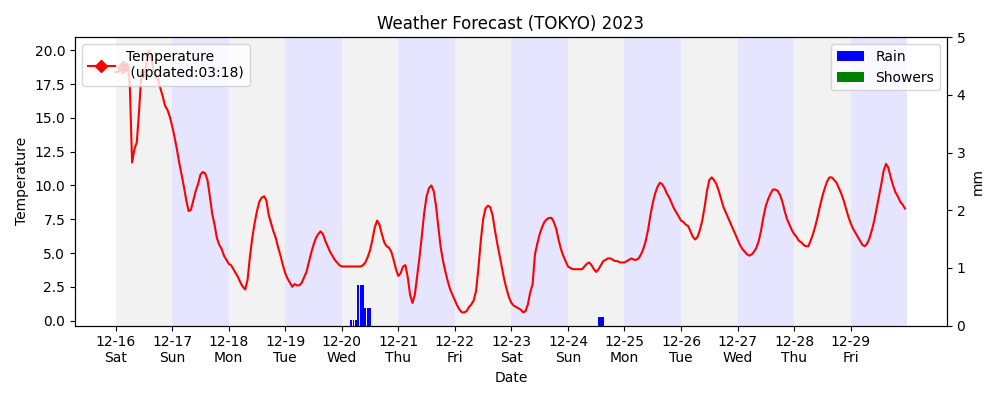 Weather Forecast (TOKYO) 2023
Temperature
(updated:03:18)
Rain
Showers
20.0
17.5
15.0
12.5
10.0
7.5
5.0
2.5
0.0
Temperature
5
4
3
2
1
0
mm
12-16 12-17 12-18 12-19 12-20 12-21 12-22 12-23 12-24 12-25 12-26 12-27 12-28 12-29
Sat Sun Mon Tue Wed Thu Fri Sat Sun Mon Tue Wed Thu Fri
Date